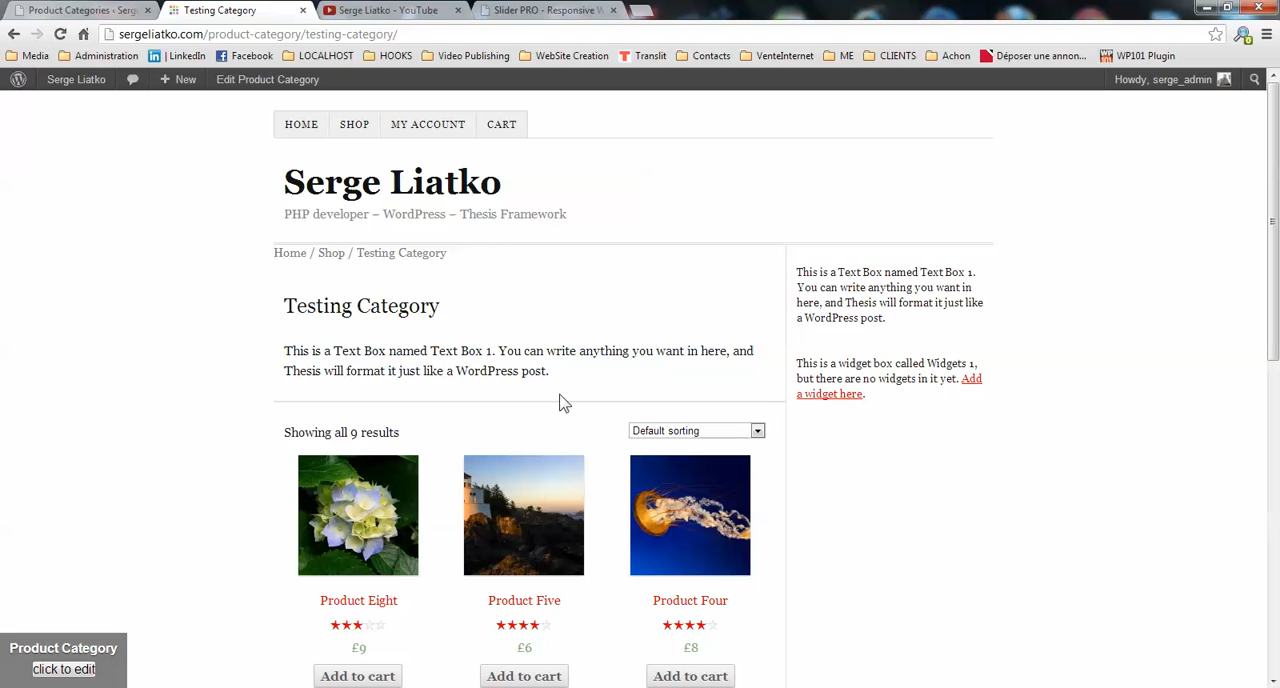 Product Categories ‹ Serg
Testing Category
Serge Liatko - YouTube
Slider PRO - Responsive W
sergeliatko.com/product-category/testing-category/
Media
Administration
LinkedIn
Facebook
LOCALHOST
HOOKS
Video Publishing
WebSite Creation
Translit
Contacts
VenteInternet
ME
CLIENTS
Achon
Déposer une annon...
WP101 Plugin
Serge Liatko
New
Edit Product Category
Howdy, serge_admin
HOME
SHOP
MY ACCOUNT
CART
Serge Liatko
PHP developer – WordPress – Thesis Framework
Home / Shop / Testing Category
Testing Category
This is a Text Box named Text Box 1. You can write anything you want in here, and
Thesis will format it just like a WordPress post.
Showing all 9 results
Default sorting
Product Eight
Product Five
Product Four
£9
£6
£8
Add to cart
Add to cart
Add to cart
This is a Text Box named Text Box 1.
You can write anything you want in
here, and Thesis will format it just like
a WordPress post.
This is a widget box called Widgets 1,
but there are no widgets in it yet. Add
a widget here.
Product Category
click to edit